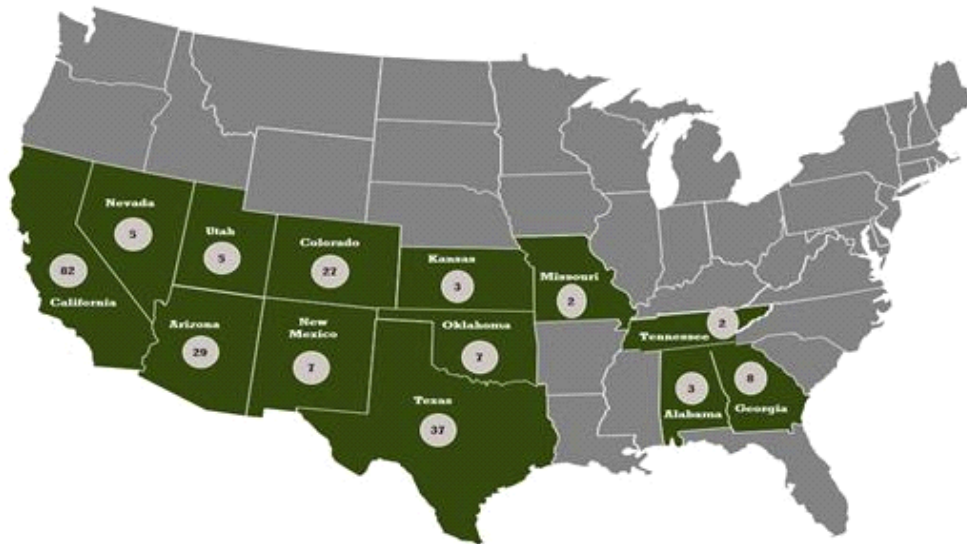 Nevada
5
Utah
5
Colorado
27
Kansas
3
Missouri
2
82
California
Arizona
29
New
Mexico
7
Oklahoma
7
Tennessee
2
Texas
37
3
Alabama
8
Georgia